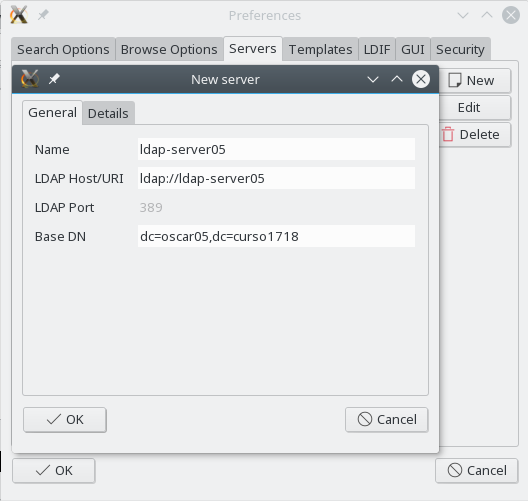 Preferences
Search Options Browse Options Servers Templates LDIF GUI Security
New server
New
Edit
Delete
General Details
Name ldap-server05
LDAP Host/URI ldap://ldap-server05
LDAP Port 389
Base DN dc=oscar05,dc=curso1718
OK Cancel
OK Cancel